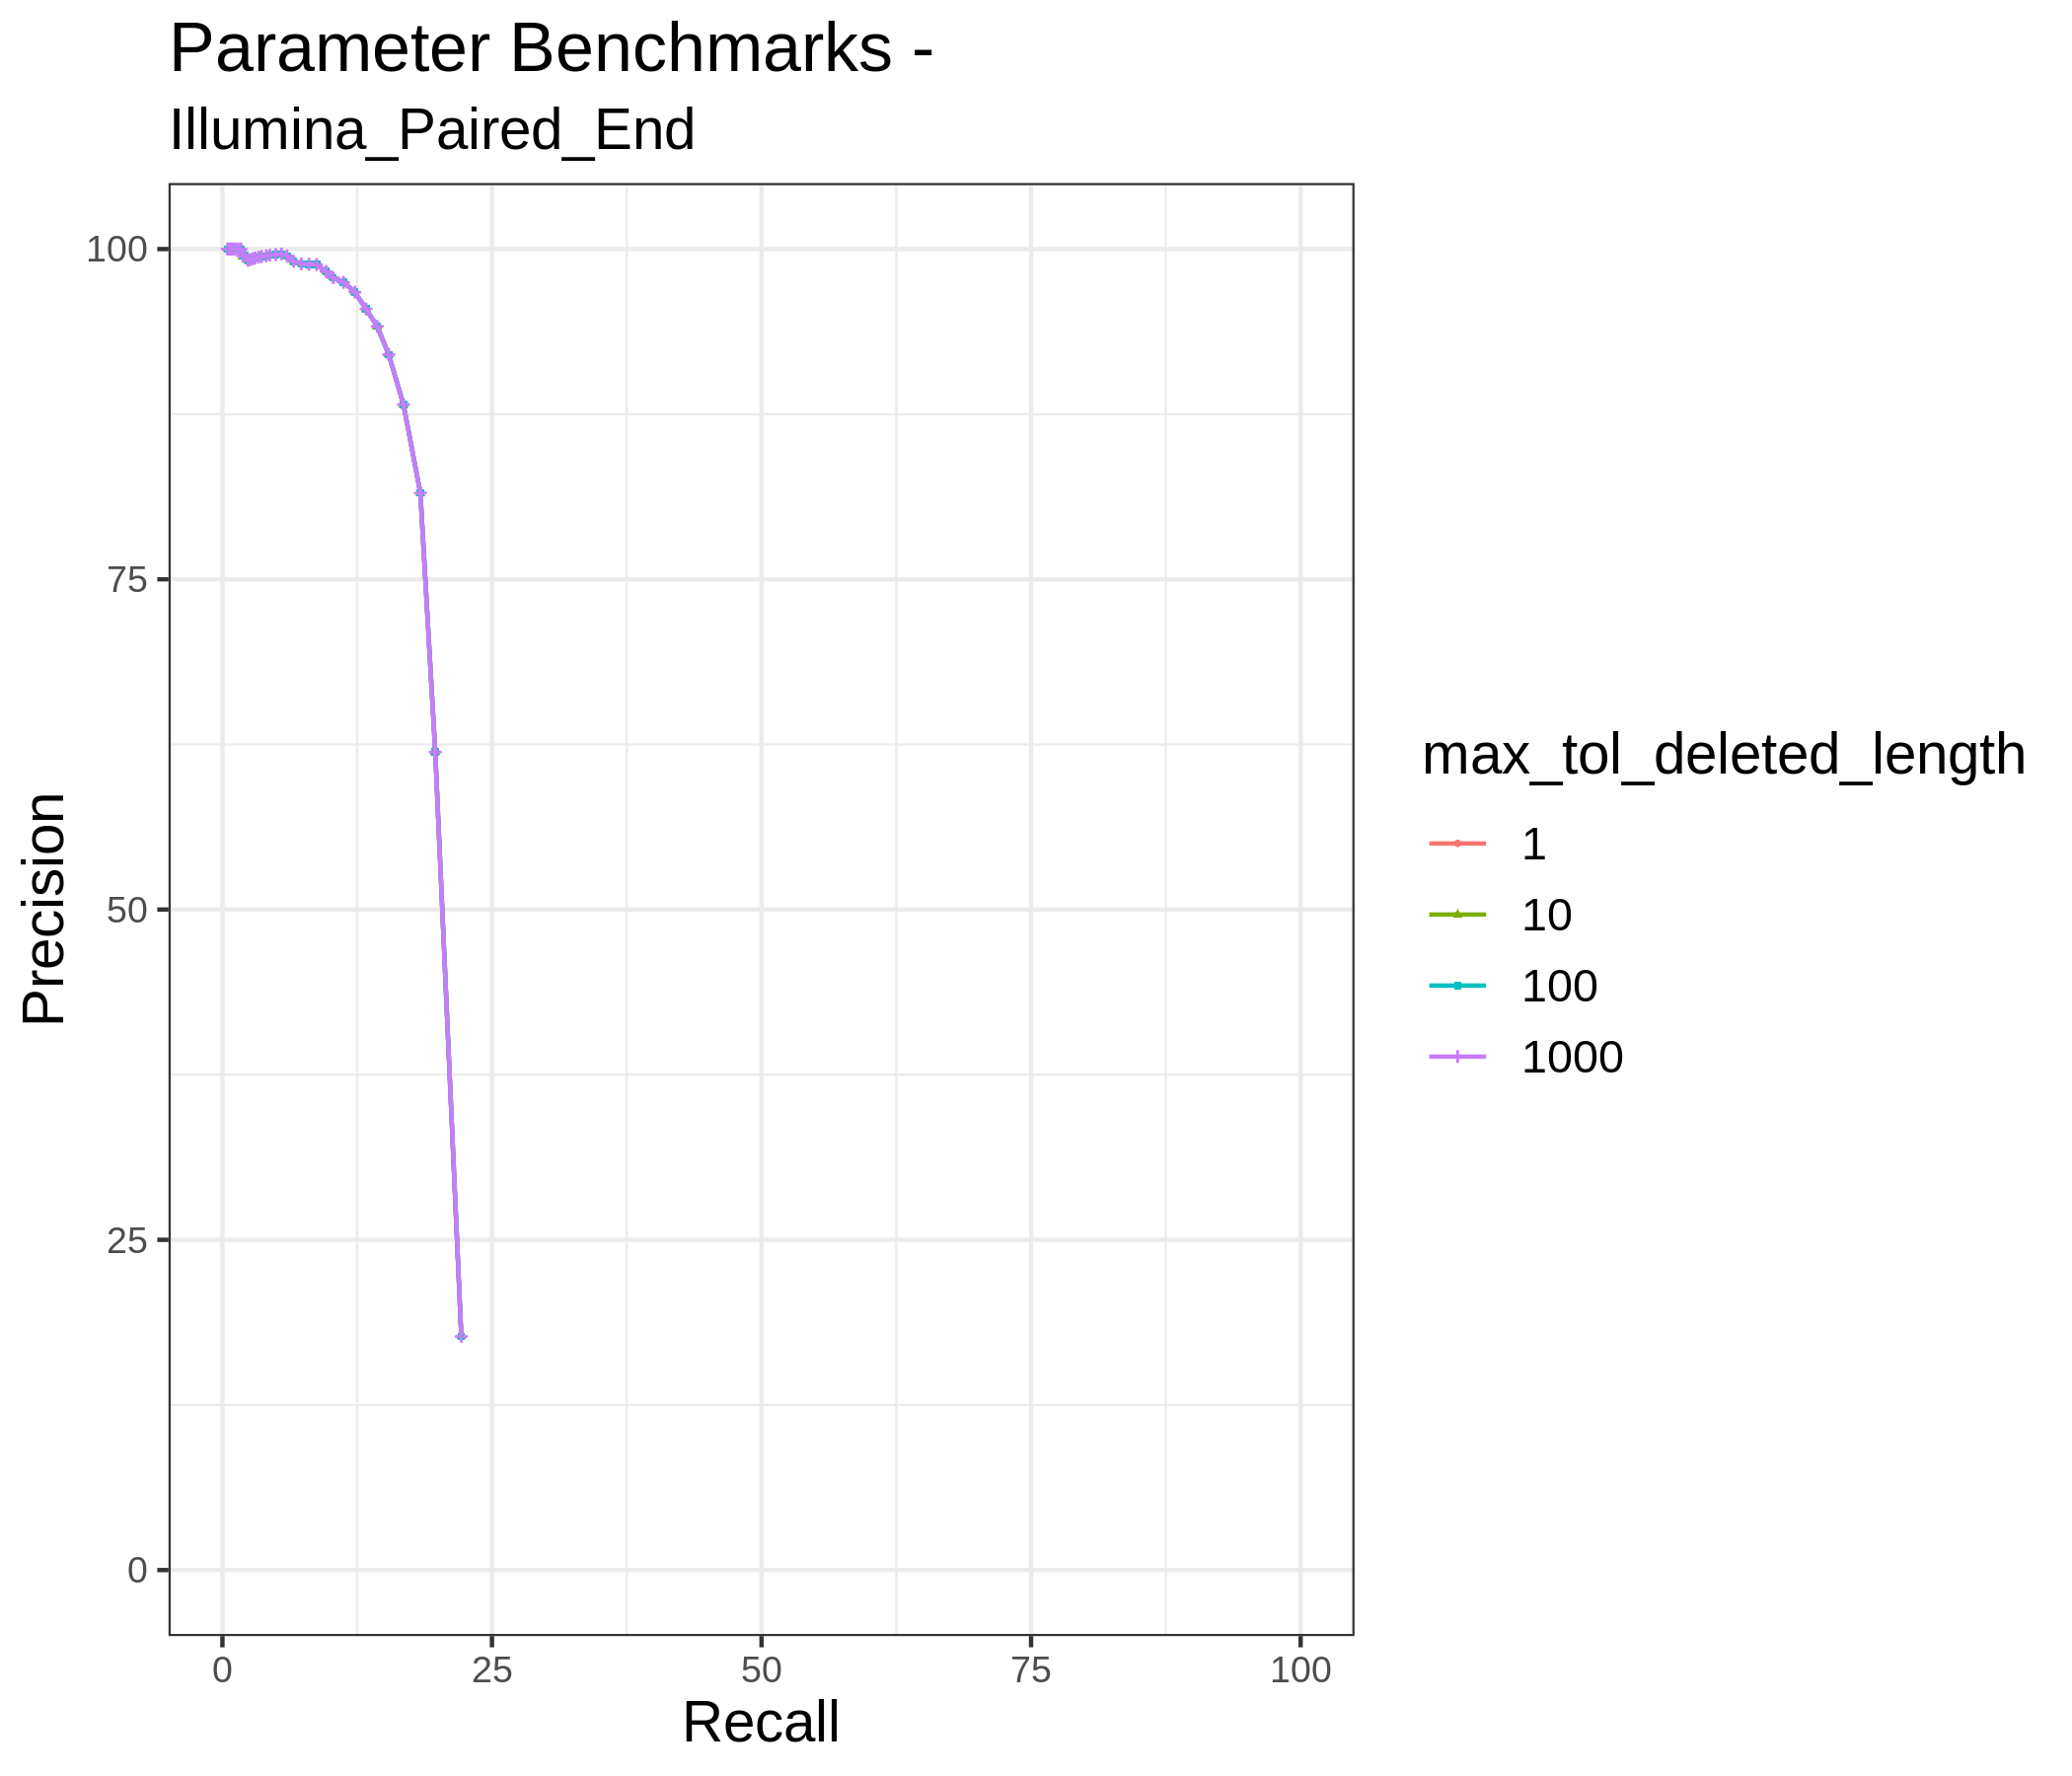 Parameter Benchmarks -
Illumina_Paired_End
Precision
100
75
50
25
0
0 25 50 75 100
Recall
max_tol_deleted_length
1
10
100
1000